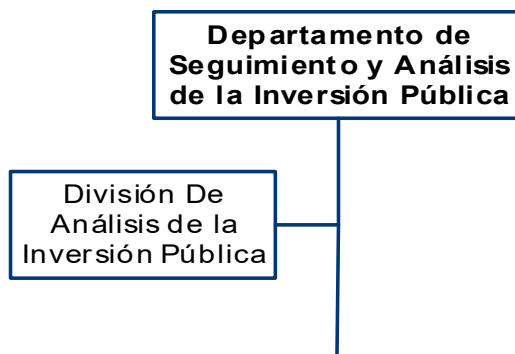 Departamento de
Seguimiento y Análisis
de la Inversión Pública
División De
Análisis de la
Inversión Pública